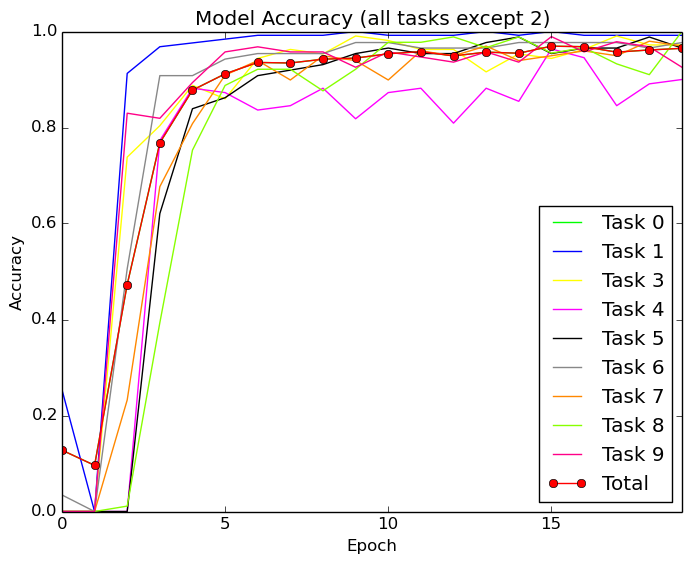 Model Accuracy (all tasks except 2)
1.0
0.8
0.6
0.4
0.2
0.0
Accuracy
0
5
10
15
Epoch
Task 0
Task 1
Task 3
Task 4
Task 5
Task 6
Task 7
Task 8
Task 9
Total